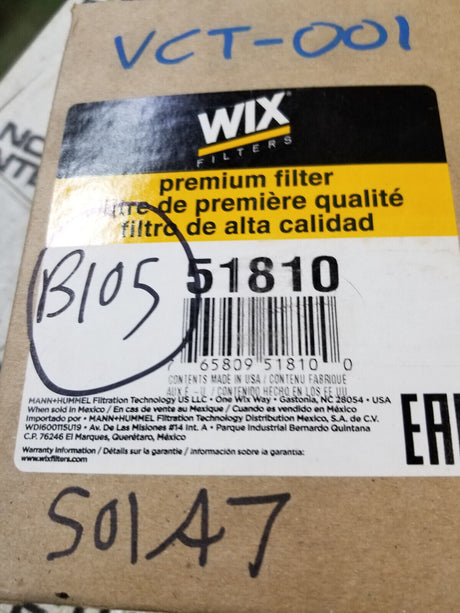 VCT-001
WIX
FILTERS
premium filter
filtre de première qualité
filtro de alta calidad
51810
B105
7 65809 51810 0
CONTENTS MADE IN USA / CONTENU FABRIQUE
AUX É.-U. / CONTENIDO HECHO EN LOS EE.UU.
MANN+HUMMEL Filtration Technology US LLC • One Wix Way • Gastonia, NC 28054 • USA
When sold in Mexico / En cas de vente au Mexique / Cuando es vendido en México
Importado por • MANN+HUMMEL Filtration Technology Distribution Mexico, S.A. de C.V.
WDI600115U19 • Av. De Las Misiones #14 Int. A • Parque Industrial Bernardo Quintana
C.P. 76246 El Marques, Querétaro, México
Warranty Information / Détails sur la garantie / Información sobre la garantía:
www.wixfilters.com
EAC
S01A7